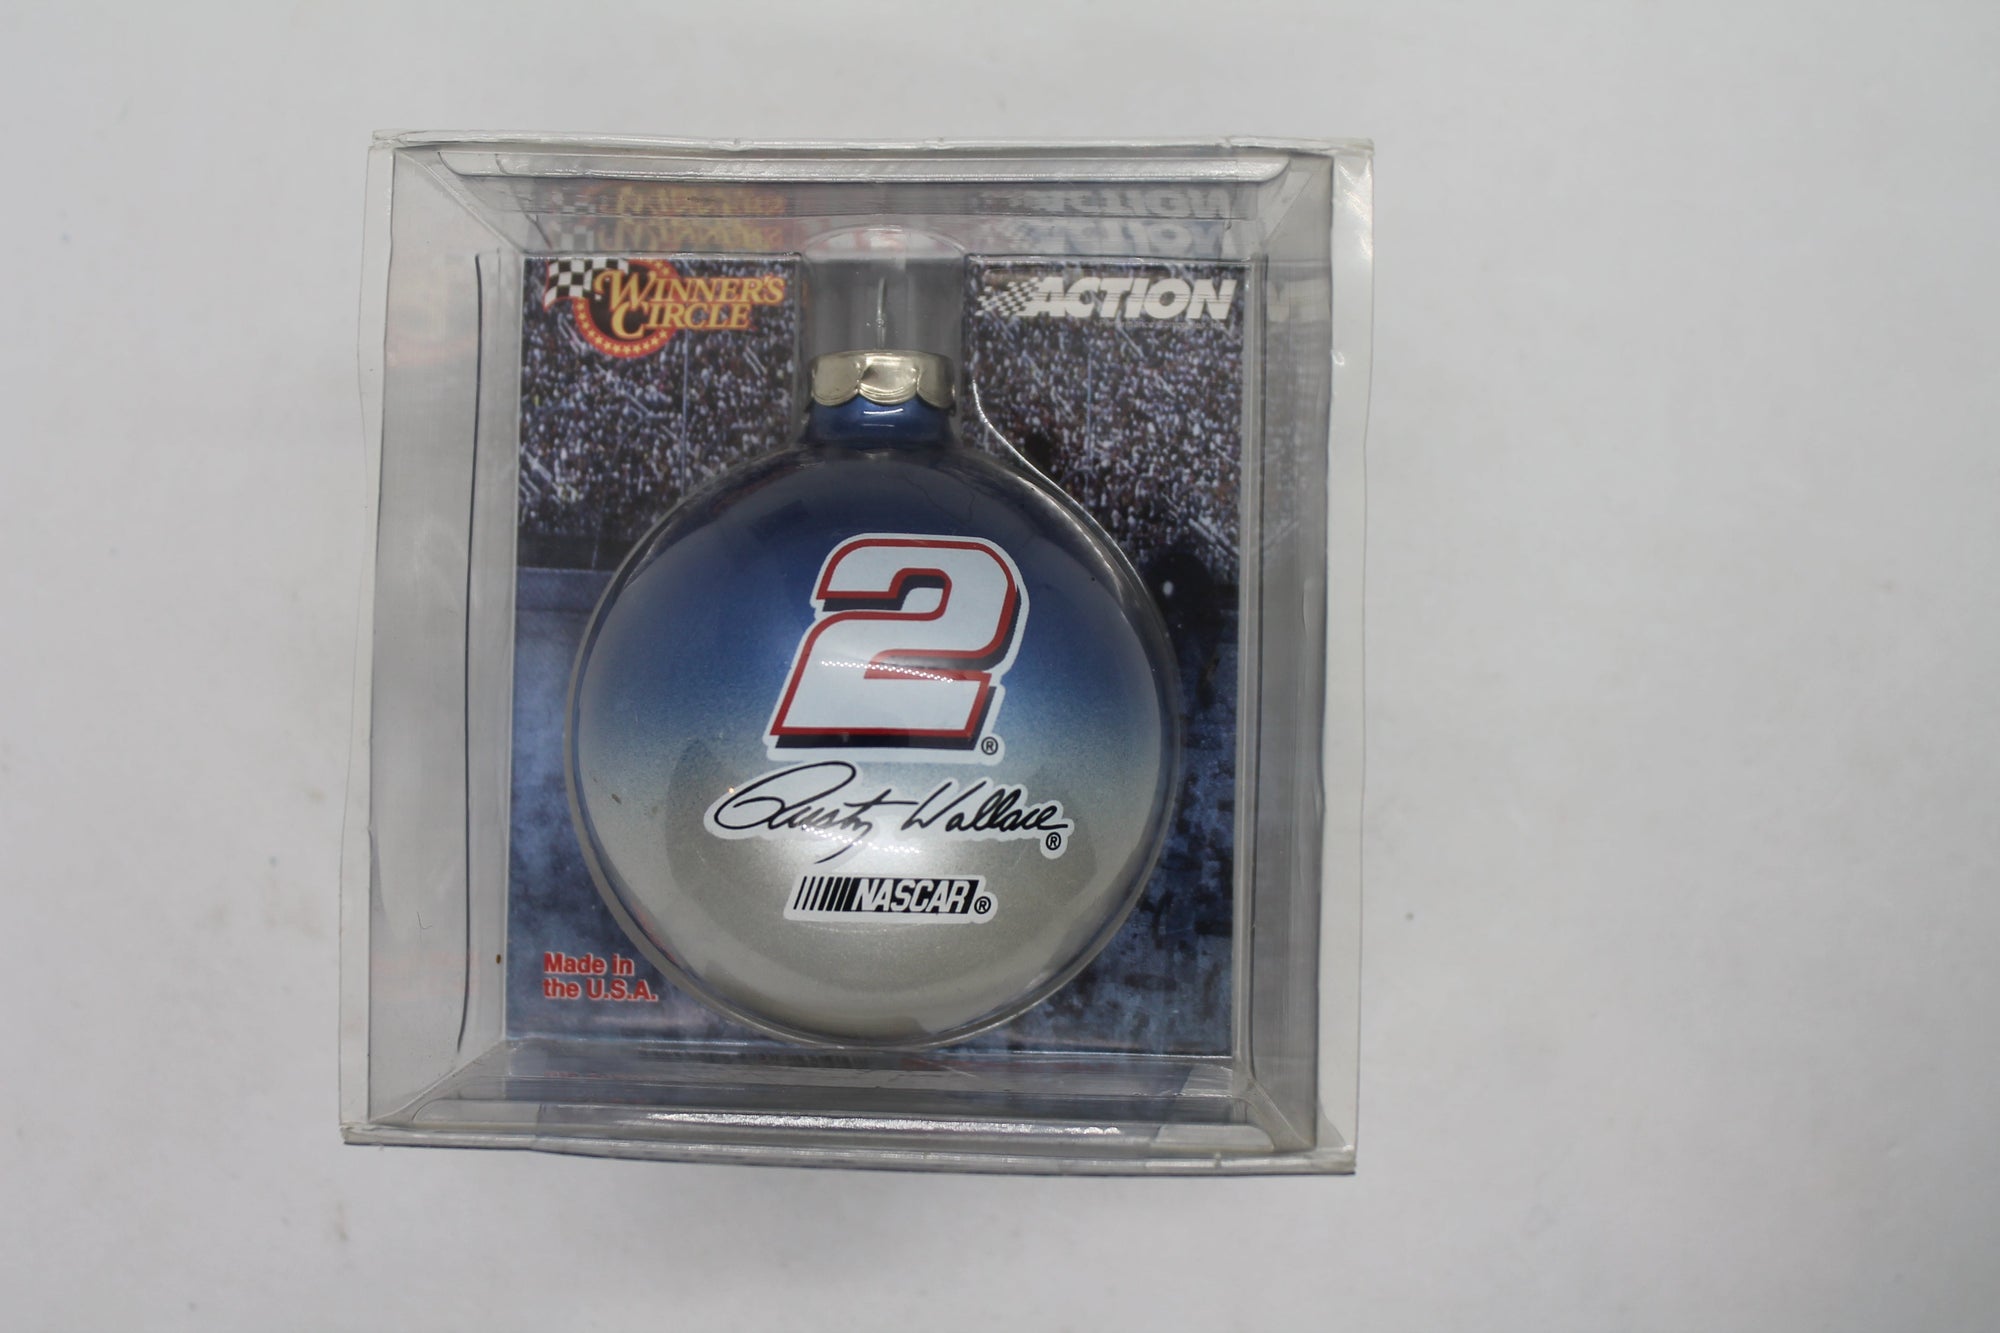 WINNER'S
CIRCLE
ACTION
2®
Rusty Wallace®
NASCAR®
Made in
the U.S.A.